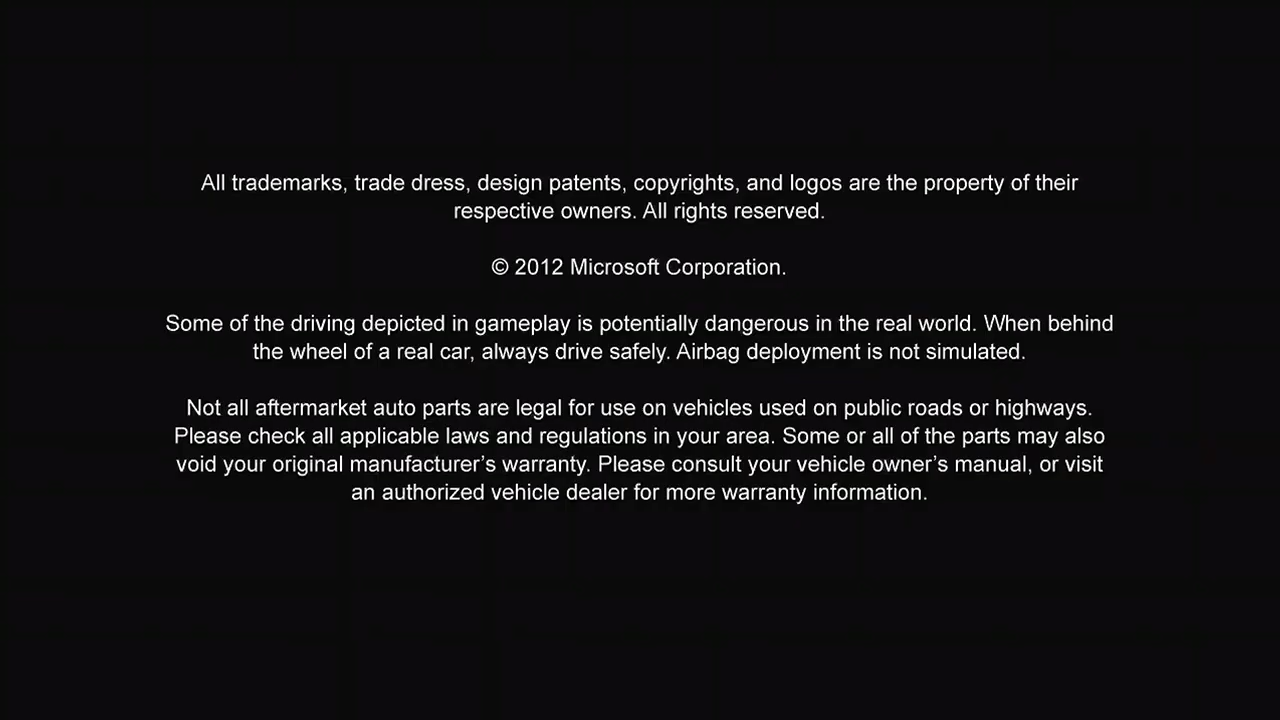 All trademarks, trade dress, design patents, copyrights, and logos are the property of their
respective owners. All rights reserved.
© 2012 Microsoft Corporation.
Some of the driving depicted in gameplay is potentially dangerous in the real world. When behind
the wheel of a real car, always drive safely. Airbag deployment is not simulated.
Not all aftermarket auto parts are legal for use on vehicles used on public roads or highways.
Please check all applicable laws and regulations in your area. Some or all of the parts may also
void your original manufacturer’s warranty. Please consult your vehicle owner’s manual, or visit
an authorized vehicle dealer for more warranty information.